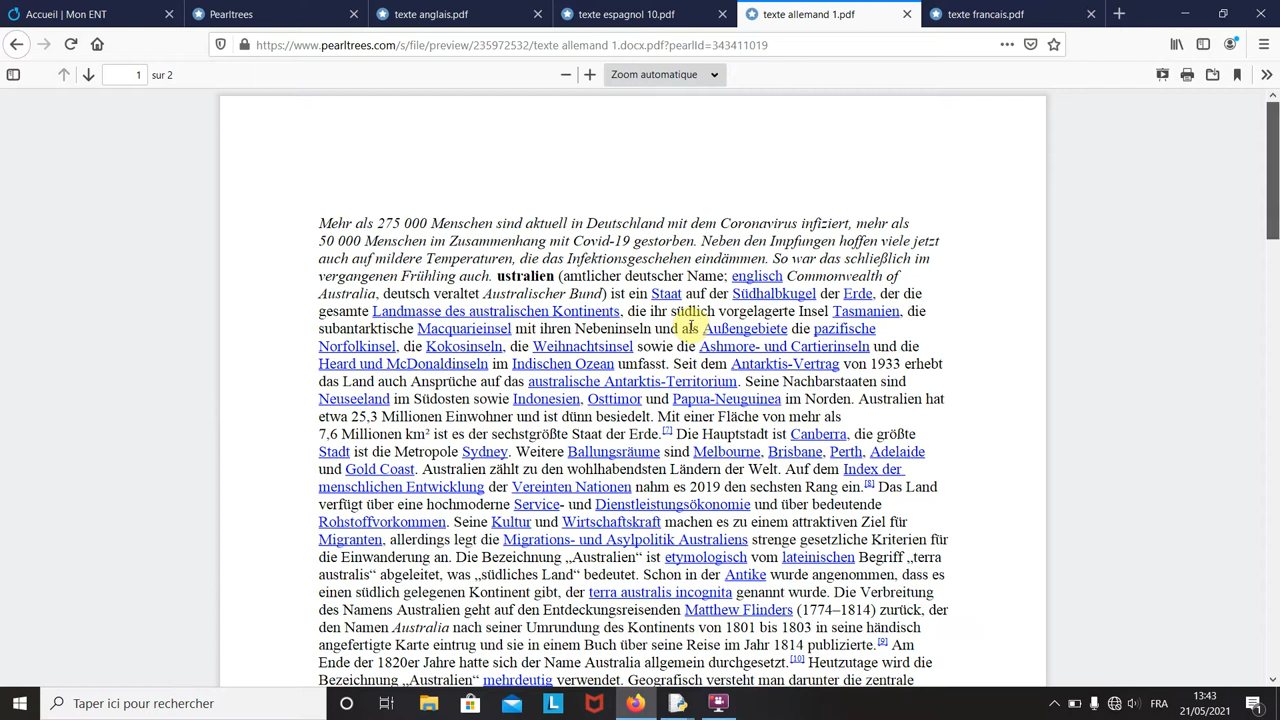 Accueil | Mon ENT
Pearltrees
texte anglais.pdf
texte espagnol 10.pdf
texte allemand 1.pdf
texte francais.pdf
https://www.pearltrees.com/s/file/preview/235972532/texte allemand 1.docx.pdf?pearlId=343411019
1 sur 2
Zoom automatique
Mehr als 275 000 Menschen sind aktuell in Deutschland mit dem Coronavirus infiziert, mehr als
50 000 Menschen im Zusammenhang mit Covid-19 gestorben. Neben den Impfungen hoffen viele jetzt
auch auf mildere Temperaturen, die das Infektionsgeschehen eindämmen. So war das schließlich im
vergangenen Frühling auch. ustralien (amtlicher deutscher Name; englisch Commonwealth of
Australia, deutsch veraltet Australischer Bund) ist ein Staat auf der Südhalbkugel der Erde, der die
gesamte Landmasse des australischen Kontinents, die ihr südlich vorgelagerte Insel Tasmanien, die
subantarktische Macquarieinsel mit ihren Nebeninseln und als Außengebiete die pazifische
Norfolkinsel, die Kokosinseln, die Weihnachtsinsel sowie die Ashmore- und Cartierinseln und die
Heard und McDonaldinseln im Indischen Ozean umfasst. Seit dem Antarktis-Vertrag von 1933 erhebt
das Land auch Ansprüche auf das australische Antarktis-Territorium. Seine Nachbarstaaten sind
Neuseeland im Südosten sowie Indonesien, Osttimor und Papua-Neuguinea im Norden. Australien hat
etwa 25,3 Millionen Einwohner und ist dünn besiedelt. Mit einer Fläche von mehr als
7,6 Millionen km² ist es der sechstgrößte Staat der Erde.[7] Die Hauptstadt ist Canberra, die größte
Stadt ist die Metropole Sydney. Weitere Ballungsräume sind Melbourne, Brisbane, Perth, Adelaide
und Gold Coast. Australien zählt zu den wohlhabendsten Ländern der Welt. Auf dem Index der
menschlichen Entwicklung der Vereinten Nationen nahm es 2019 den sechsten Rang ein.[8] Das Land
verfügt über eine hochmoderne Service- und Dienstleistungsökonomie und über bedeutende
Rohstoffvorkommen. Seine Kultur und Wirtschaftskraft machen es zu einem attraktiven Ziel für
Migranten, allerdings legt die Migrations- und Asylpolitik Australiens strenge gesetzliche Kriterien für
die Einwanderung an. Die Bezeichnung „Australien“ ist etymologisch vom lateinischen Begriff „terra
australis“ abgeleitet, was „südliches Land“ bedeutet. Schon in der Antike wurde angenommen, dass es
einen südlich gelegenen Kontinent gibt, der terra australis incognita genannt wurde. Die Verbreitung
des Namens Australien geht auf den Entdeckungsreisenden Matthew Flinders (1774–1814) zurück, der
den Namen Australia nach seiner Umrundung des Kontinents von 1801 bis 1803 in seine händisch
angefertigte Karte eintrug und sie in einem Buch über seine Reise im Jahr 1814 publizierte.[9] Am
Ende der 1820er Jahre hatte sich der Name Australia allgemein durchgesetzt.[10] Heutzutage wird die
Bezeichnung „Australien“ mehrdeutig verwendet. Geografisch versteht man darunter die zentrale
Taper ici pour rechercher
FRA
13:43
21/05/2021
1